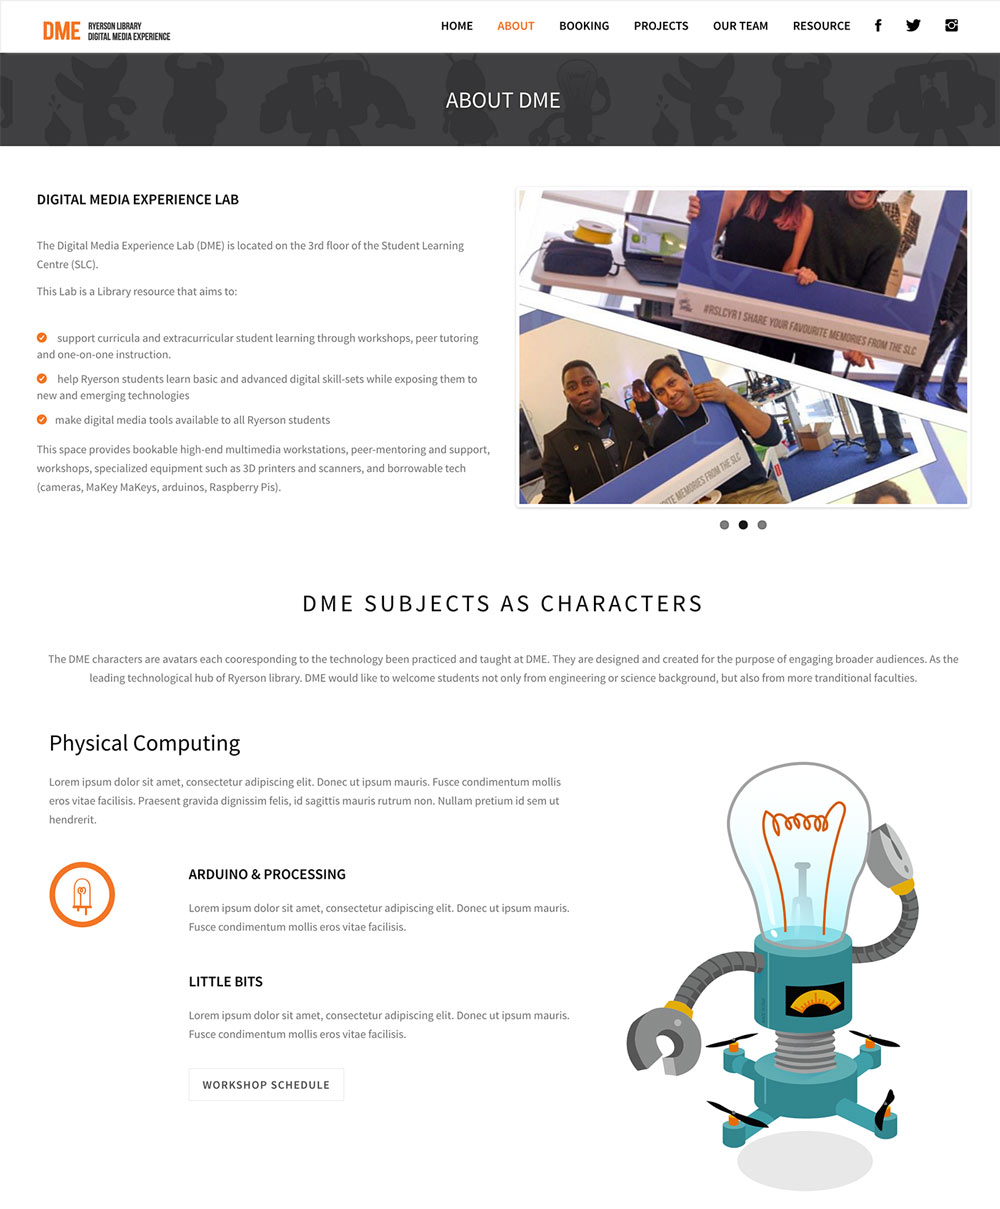 DME RYERSON LIBRARY
DIGITAL MEDIA EXPERIENCE
HOME ABOUT BOOKING PROJECTS OUR TEAM RESOURCE
ABOUT DME
DIGITAL MEDIA EXPERIENCE LAB
The Digital Media Experience Lab (DME) is located on the 3rd floor of the Student Learning
Centre (SLC).
This Lab is a Library resource that aims to:
support curricula and extracurricular student learning through workshops, peer tutoring
and one-on-one instruction.
help Ryerson students learn basic and advanced digital skill-sets while exposing them to
new and emerging technologies
make digital media tools available to all Ryerson students
This space provides bookable high-end multimedia workstations, peer-mentoring and support,
workshops, specialized equipment such as 3D printers and scanners, and borrowable tech
(cameras, MaKey MaKeys, arduinos, Raspberry Pis).
#RSLCYR1 SHARE YOUR FAVOURITE MEMORIES FROM THE SLC
MEMORIES FROM THE SLC
DME SUBJECTS AS CHARACTERS
The DME characters are avatars each cooresponding to the technology been practiced and taught at DME. They are designed and created for the purpose of engaging broader audiences. As the
leading technological hub of Ryerson library. DME would like to welcome students not only from engineering or science background, but also from more tranditional faculties.
Physical Computing
Lorem ipsum dolor sit amet, consectetur adipiscing elit. Donec ut ipsum mauris. Fusce condimentum mollis
eros vitae facilisis. Praesent gravida dignissim felis, id sagittis mauris rutrum non. Nullam pretium id sem ut
hendrerit.
ARDUINO & PROCESSING
Lorem ipsum dolor sit amet, consectetur adipiscing elit. Donec ut ipsum mauris.
Fusce condimentum mollis eros vitae facilisis.
LITTLE BITS
Lorem ipsum dolor sit amet, consectetur adipiscing elit. Donec ut ipsum mauris.
Fusce condimentum mollis eros vitae facilisis.
WORKSHOP SCHEDULE